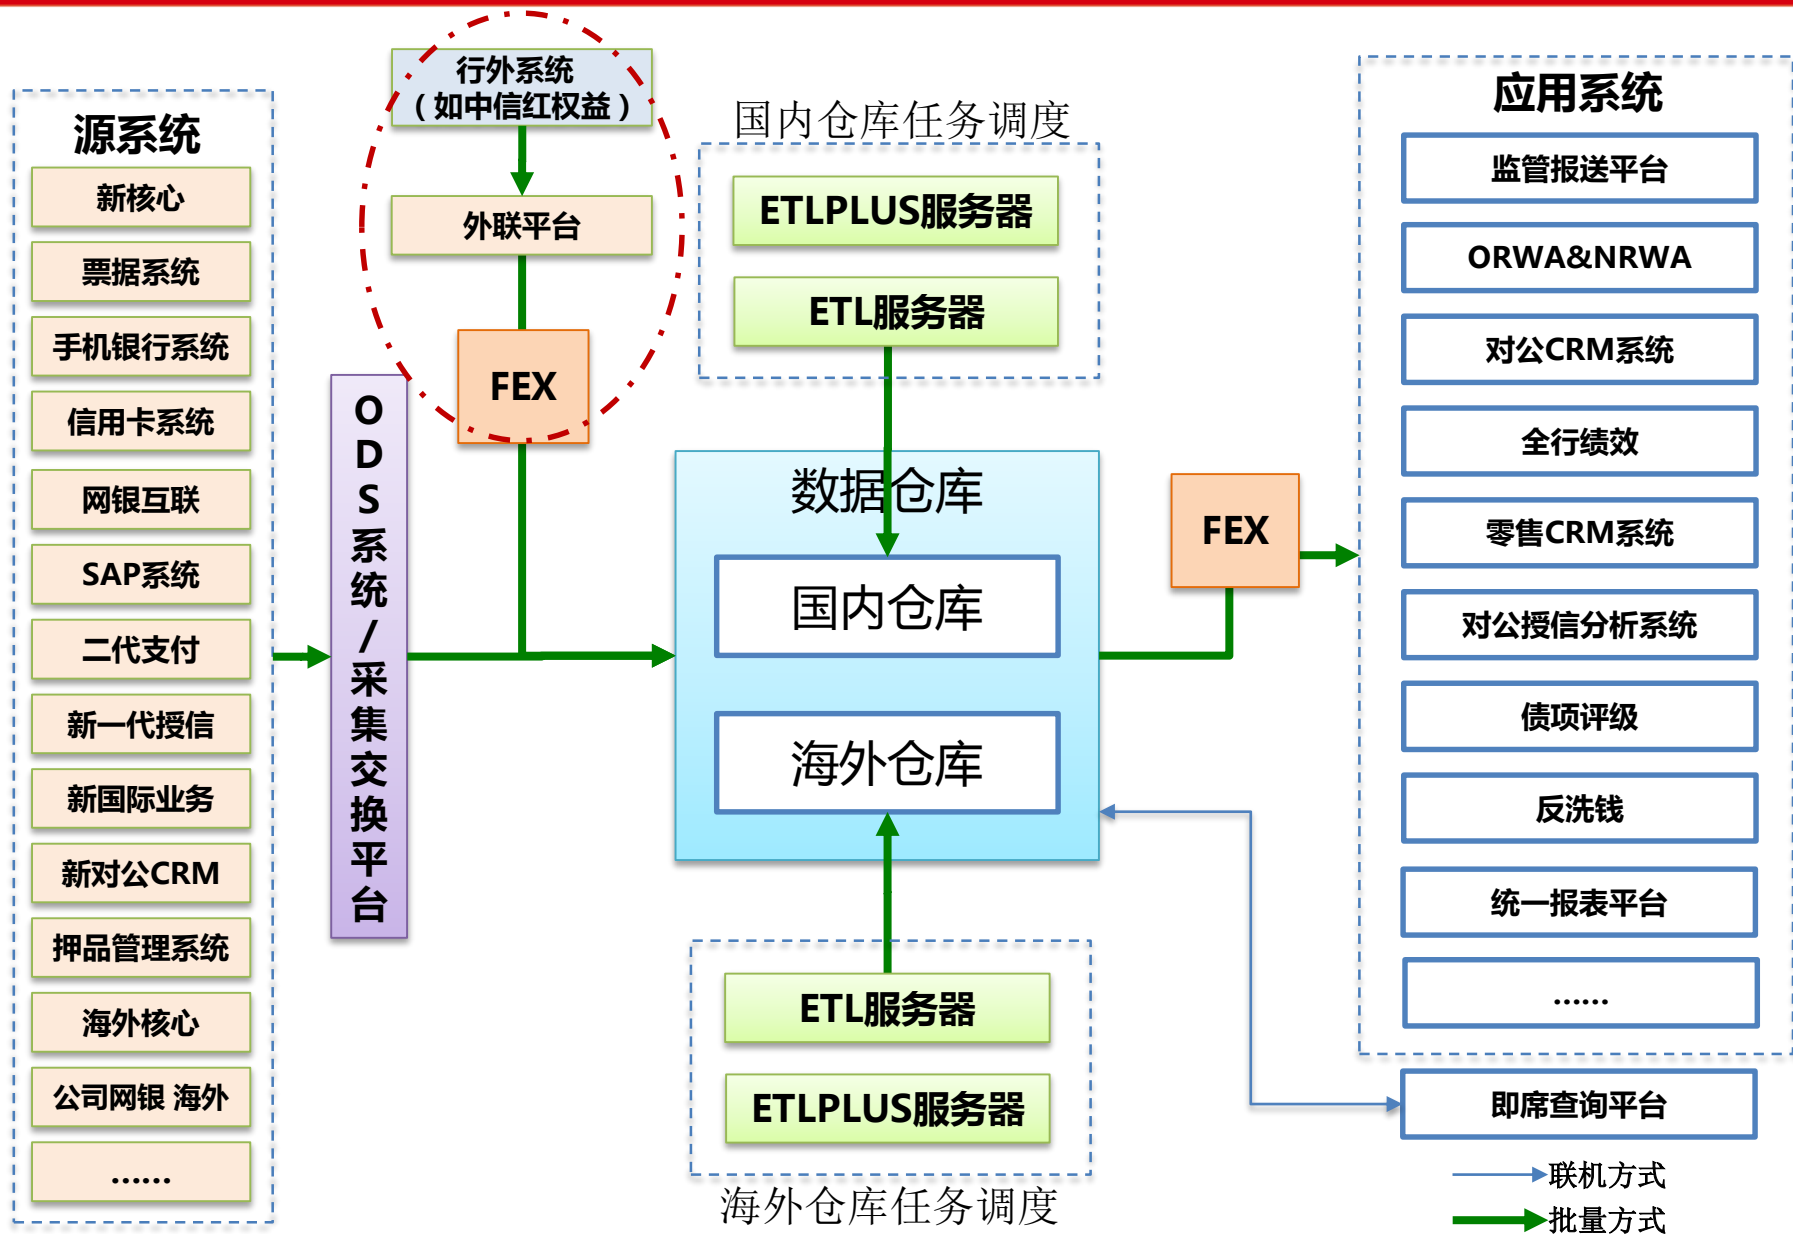 源系统
新核心
票据系统
手机银行系统
信用卡系统
网银互联
SAP系统
二代支付
新一代授信
新国际业务
新对公CRM
押品管理系统
海外核心
公司网银 海外
......
O
D
S
系
统
/
采
集
交
换
平
台
行外系统
（如中信红权益）
外联平台
FEX
国内仓库任务调度
ETLPLUS服务器
ETL服务器
数据仓库
国内仓库
海外仓库
ETL服务器
ETLPLUS服务器
海外仓库任务调度
FEX
应用系统
监管报送平台
ORWA&NRWA
对公CRM系统
全行绩效
零售CRM系统
对公授信分析系统
债项评级
反洗钱
统一报表平台
......
即席查询平台
联机方式
批量方式